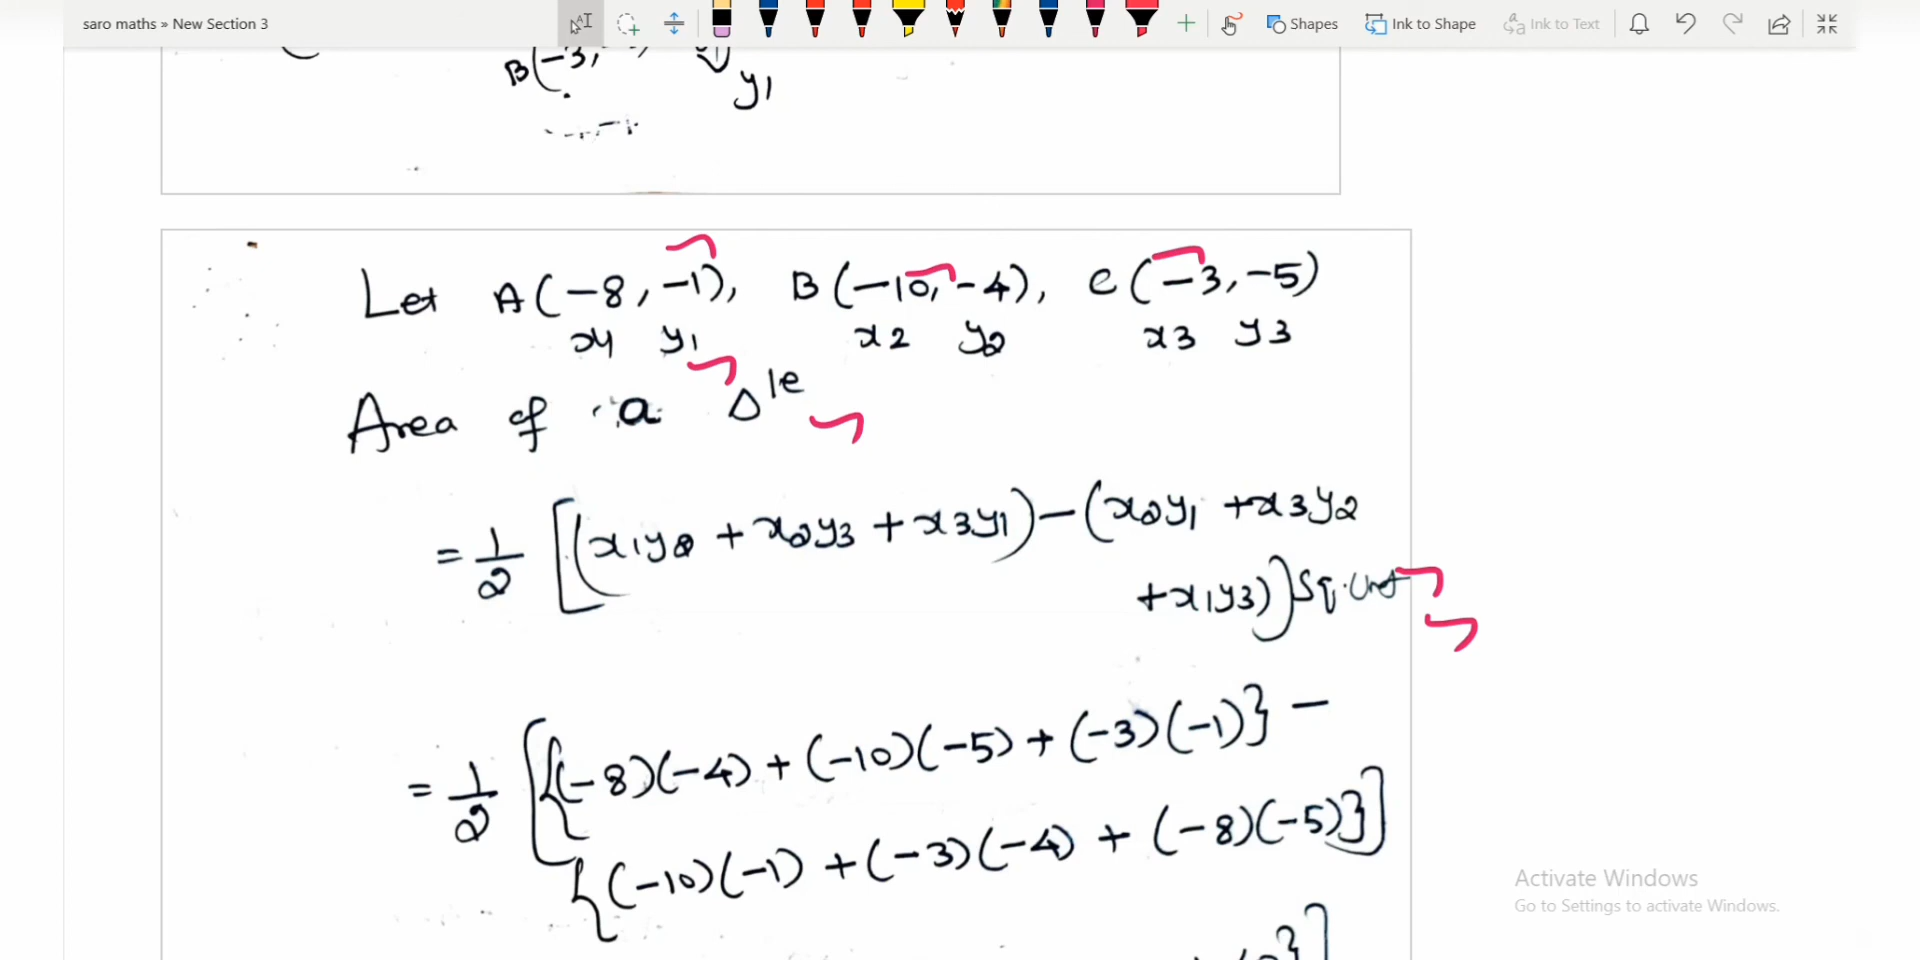 saro maths » New Section 3
Shapes
Ink to Shape
Ink to Text
B(-3,
y1
Let A(-8, -1), B(-10, -4), C(-3, -5)
x1 y1 x2 y2 x3 y3
Area of a Δle
= 1/2 [(x1y2 + x2y3 + x3y1) - (x2y1 + x3y2
+ x1y3)] Sq. Unit
= 1/2 [{(-8)(-4) + (-10)(-5) + (-3)(-1)} -
{(-10)(-1) + (-3)(-4) + (-8)(-5)}]
Activate Windows
Go to Settings to activate Windows.